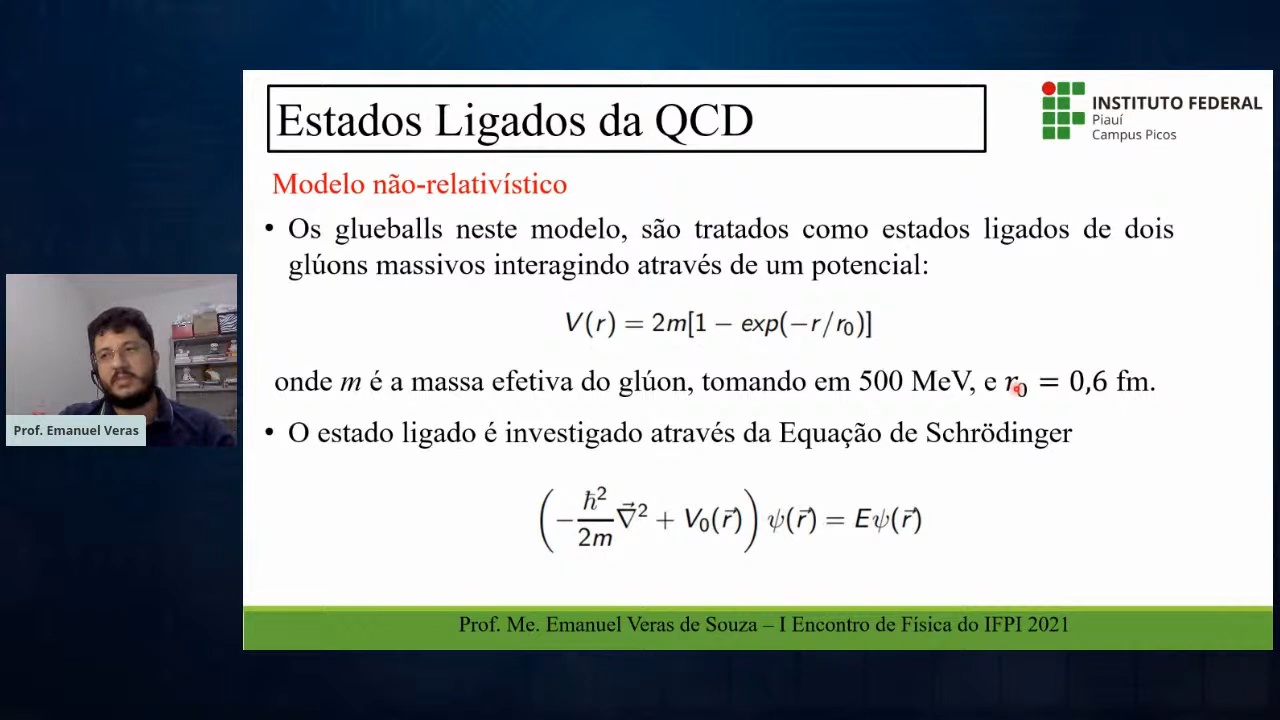 Estados Ligados da QCD
INSTITUTO FEDERAL
Piauí
Campus Picos
Modelo não-relativístico
• Os glueballs neste modelo, são tratados como estados ligados de dois
glúons massivos interagindo através de um potencial:
V(r) = 2m[1 − exp(−r/r₀)]
onde m é a massa efetiva do glúon, tomando em 500 MeV, e r₀ = 0,6 fm.
• O estado ligado é investigado através da Equação de Schrödinger
(−ħ²/2m ∇⃗² + V₀(r⃗)) ψ(r⃗) = Eψ(r⃗)
Prof. Emanuel Veras
Prof. Me. Emanuel Veras de Souza – I Encontro de Física do IFPI 2021